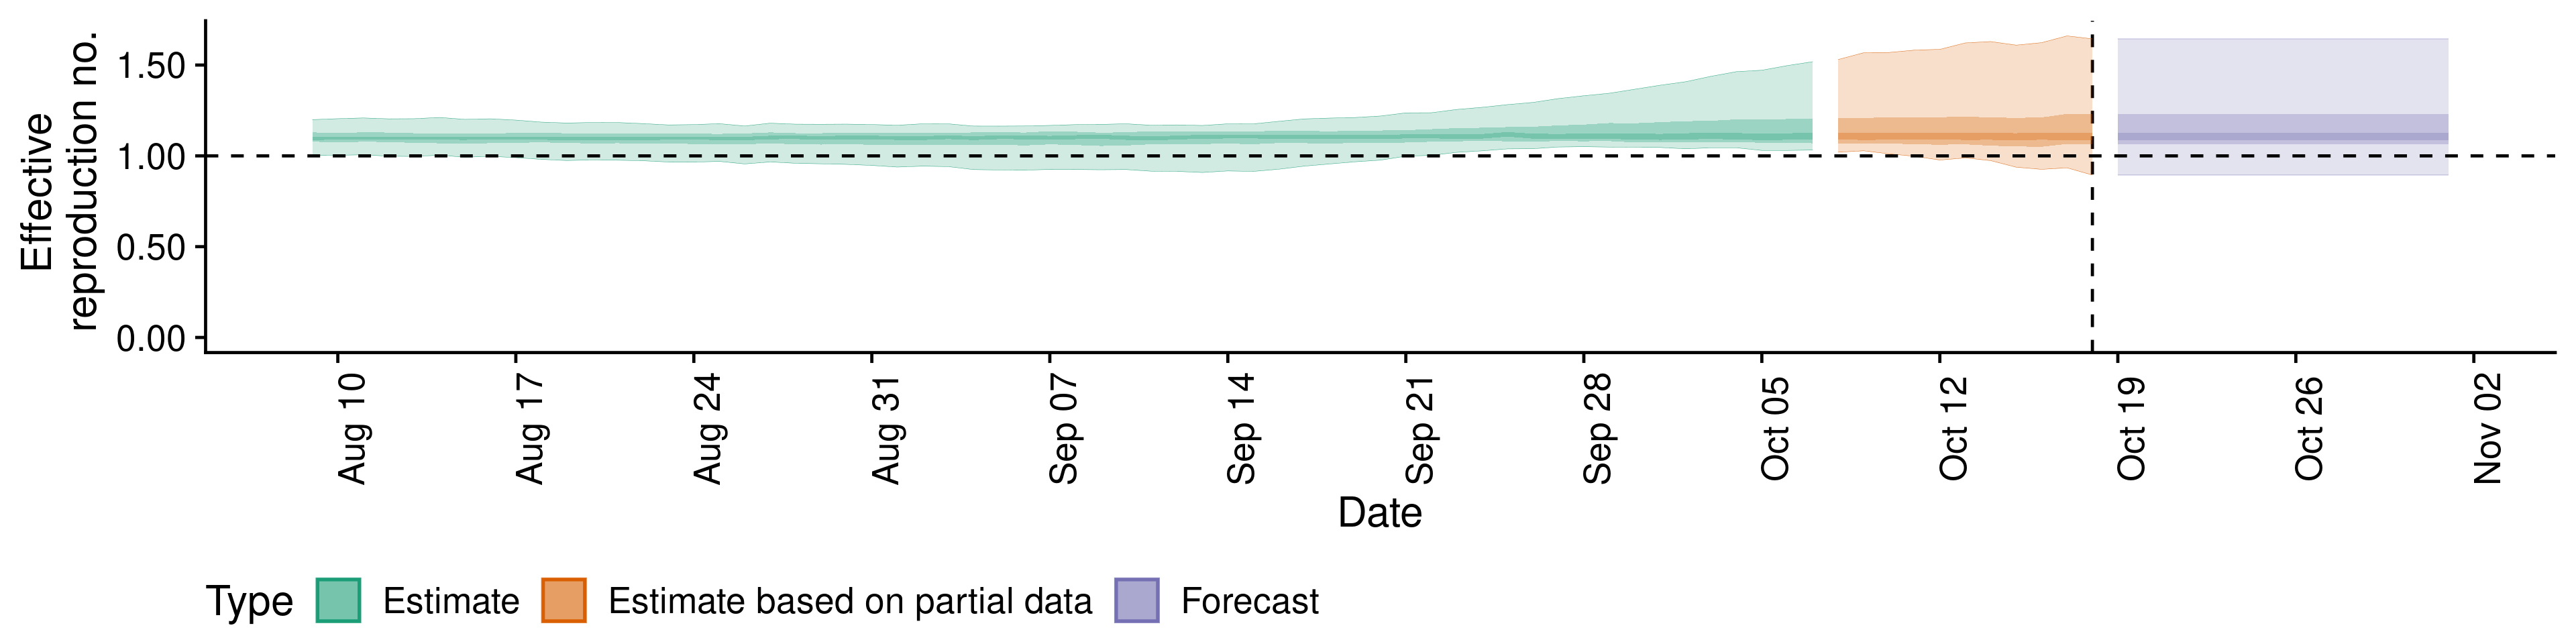 Effective
reproduction no.
1.50
1.00
0.50
0.00
Aug 10
Aug 17
Aug 24
Aug 31
Sep 07
Sep 14
Sep 21
Sep 28
Oct 05
Oct 12
Oct 19
Oct 26
Nov 02
Date
Type Estimate Estimate based on partial data Forecast